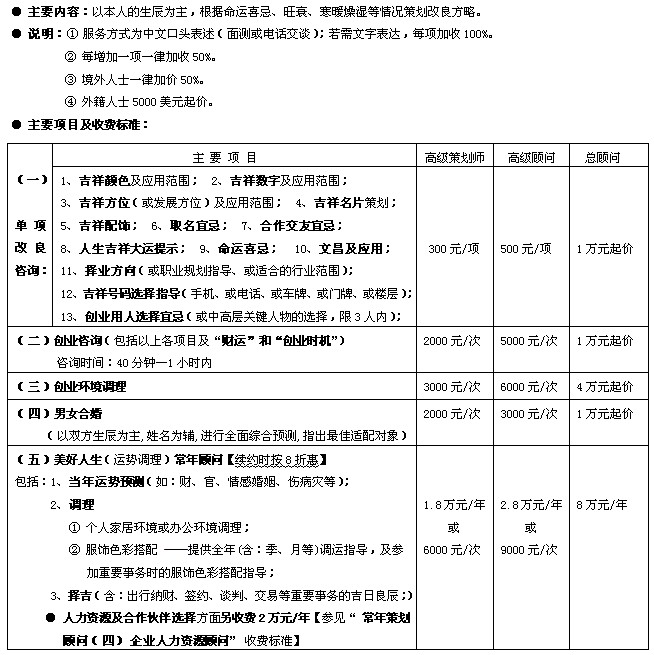 ● 主要内容：以本人的生辰为主，根据命运喜忌、旺衰、寒暖燥湿等情况策划改良方略。
● 说明：① 服务方式为中文口头表述（面测或电话交谈）；若需文字表达，每项加收 100%。
② 每增加一项一律加收 50%。
③ 境外人士一律加价 50%。
④ 外籍人士 5000 美元起价。
● 主要项目及收费标准：
主 要 项 目 高级策划师 高级顾问 总顾问
（一）
单 项
改 良
咨询：
1、吉祥颜色及应用范围； 2、吉祥数字及应用范围；
3、吉祥方位（或发展方位）及应用范围； 4、吉祥名片策划；
5、吉祥配饰； 6、取名宜忌； 7、合作交友宜忌；
8、人生吉祥大运提示； 9、命运喜忌； 10、文昌及应用；
11、择业方向（或职业规划指导、或适合的行业范围）；
12、吉祥号码选择指导（手机、或电话、或车牌、或门牌、或楼层）；
13、创业用人选择宜忌（或中高层关键人物的选择，限 3 人内）；
300 元/项 500 元/项 1 万元起价
（二）创业咨询（包括以上各项目及“财运”和“创业时机”） 2000 元/次 5000 元/次 1 万元起价
咨询时间：40 分钟—1 小时内
（三）创业环境调理 3000 元/次 6000 元/次 4 万元起价
（四）男女合婚 2000 元/次 3000 元/次 1 万元起价
（以双方生辰为主，姓名为辅，进行全面综合预测，指出最佳适配对象）
（五）美好人生（运势调理）常年顾问【续约时按 8 折惠】
包括：1、当年运势预测（如：财、官、情感婚姻、伤病灾等）；
2、调理
① 个人家居环境或办公环境调理；
② 服饰色彩搭配 ——提供全年(含：季、月等)调运指导，及参
加重要事务时的服饰色彩搭配指导；
3、择吉（含：出行纳财、签约、谈判、交易等重要事务的吉日良辰；）
● 人力资源及合作伙伴选择方面另收费 2 万元/年【参见“ 常年策划
顾问（四）企业人力资源顾问” 收费标准】
1.8 万元/年 2.8 万元/年 8 万元/年
或 或
6000 元/次 9000 元/次